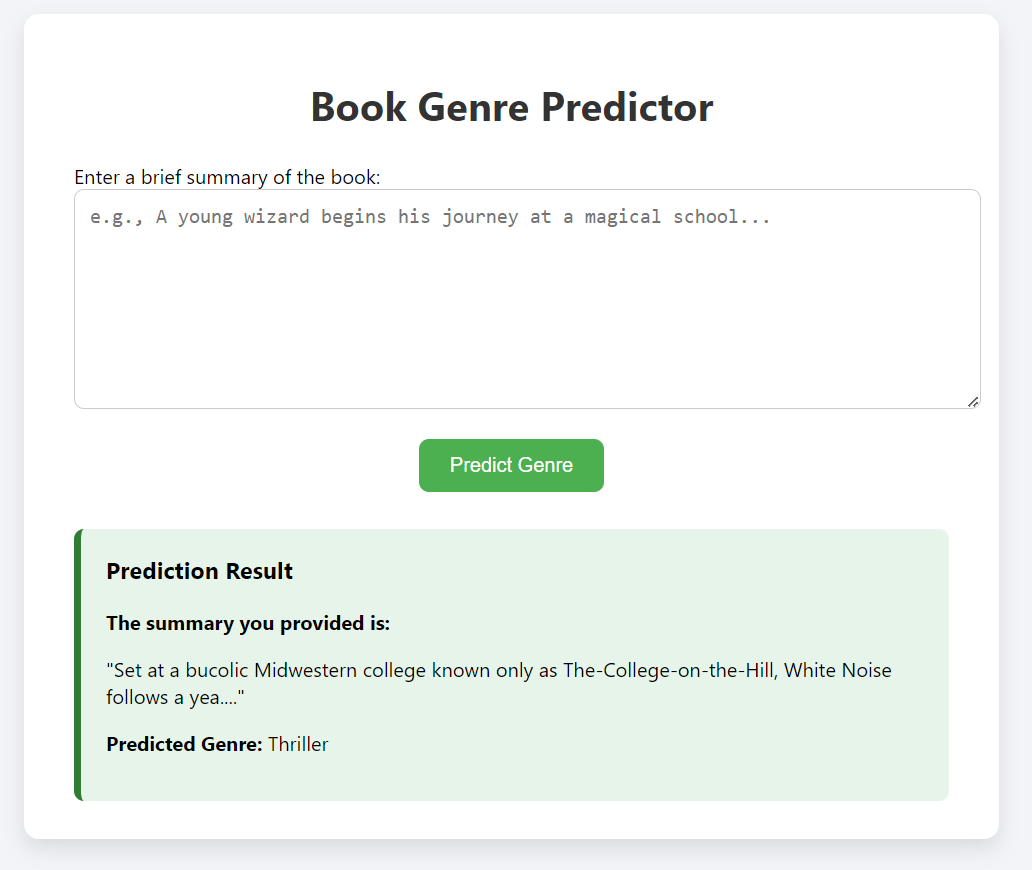 Book Genre Predictor
Enter a brief summary of the book:
e.g., A young wizard begins his journey at a magical school...
Predict Genre
Prediction Result
The summary you provided is:
"Set at a bucolic Midwestern college known only as The-College-on-the-Hill, White Noise
follows a yea...."
Predicted Genre: Thriller